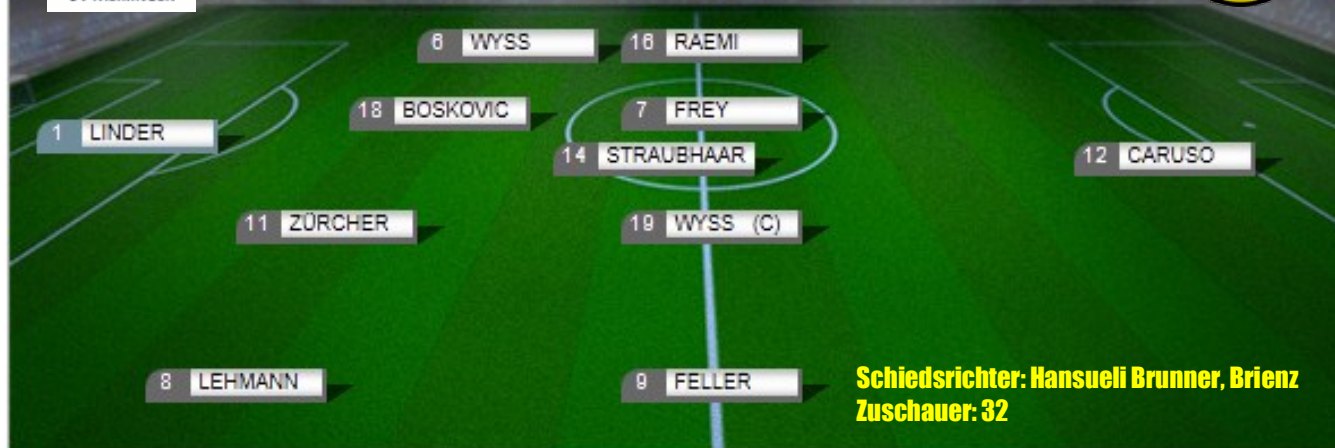 6 WYSS
16 RAEMI
18 BOSKOVIC
7 FREY
1 LINDER
14 STRAUBHAAR
12 CARUSO
11 ZÜRCHER
19 WYSS (C)
8 LEHMANN
9 FELLER
Schiedsrichter: Hansueli Brunner, Brienz
Zuschauer: 32